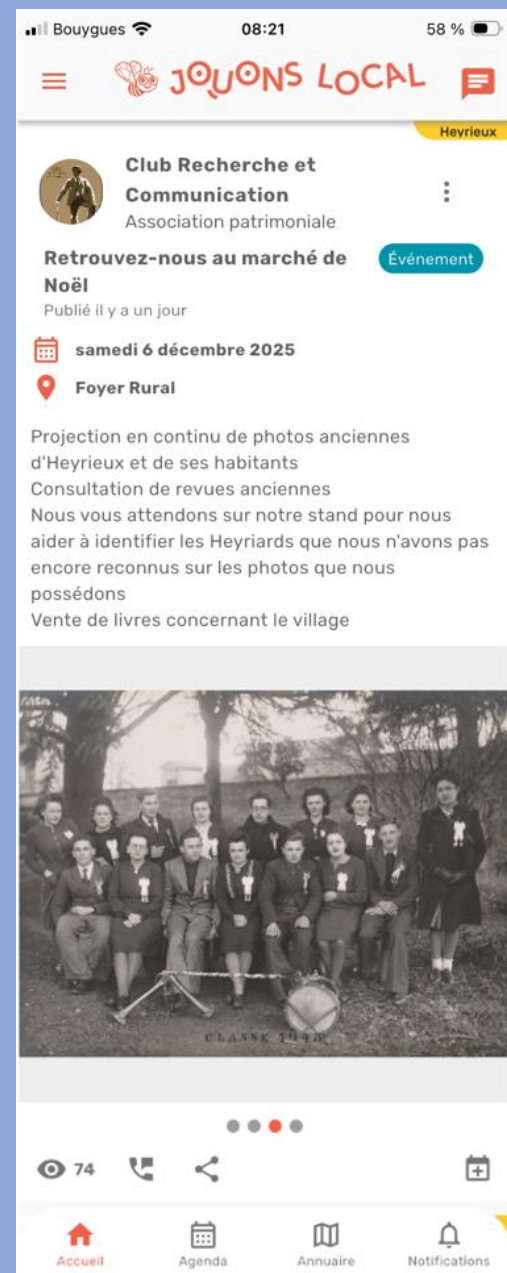 Bouygues 08:21 58 %
JOUONS LOCAL
Heyrieux
Club Recherche et
Communication
Association patrimoniale
Retrouvez-nous au marché de
Noël
Événement
Publié il y a un jour
samedi 6 décembre 2025
Foyer Rural
Projection en continu de photos anciennes
d'Heyrieux et de ses habitants
Consultation de revues anciennes
Nous vous attendons sur notre stand pour nous
aider à identifier les Heyriards que nous n'avons pas
encore reconnus sur les photos que nous
possédons
Vente de livres concernant le village
CLASSE
74
Accueil Agenda Annuaire Notifications